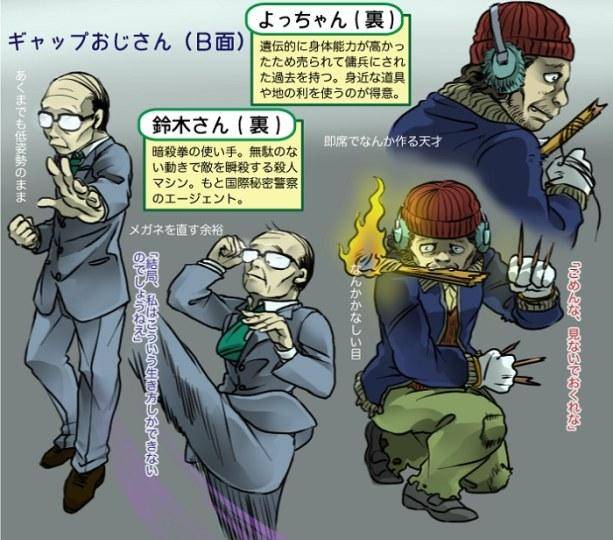 ギャップおじさん（B面）
よっちゃん（裏）
遺伝的に身体能力が高かっ
たため売られて傭兵にされ
た過去を持つ。身近な道具
や地の利を使うのが得意。
あくまでも低姿勢のまま
鈴木さん（裏）
暗殺拳の使い手。無駄のな
い動きで敵を瞬殺する殺人
マシン。もと国際秘密警察
のエージェント。
即席でなんか作る天才
メガネを直す余裕
「結局、私はこういう生き方しかできない
のでしょうねえ」
なんかかなしい目
「ごめんな、見ないでおくれな」